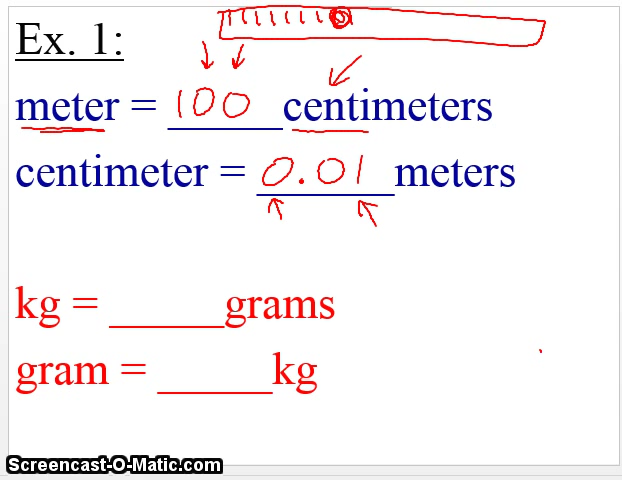 Ex. 1:
meter = 100 centimeters
centimeter = 0.01 meters
kg = ______grams
gram = ______kg
Screencast-O-Matic.com